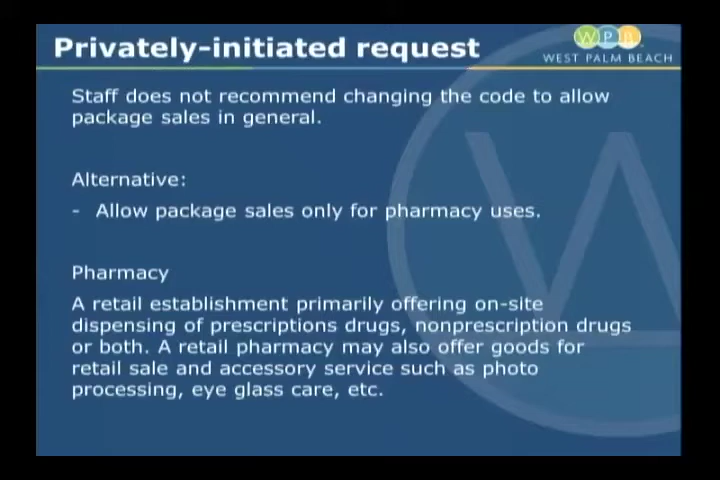 Privately-initiated request
WPB
WEST PALM BEACH
Staff does not recommend changing the code to allow
package sales in general.
Alternative:
- Allow package sales only for pharmacy uses.
Pharmacy
A retail establishment primarily offering on-site
dispensing of prescriptions drugs, nonprescription drugs
or both. A retail pharmacy may also offer goods for
retail sale and accessory service such as photo
processing, eye glass care, etc.